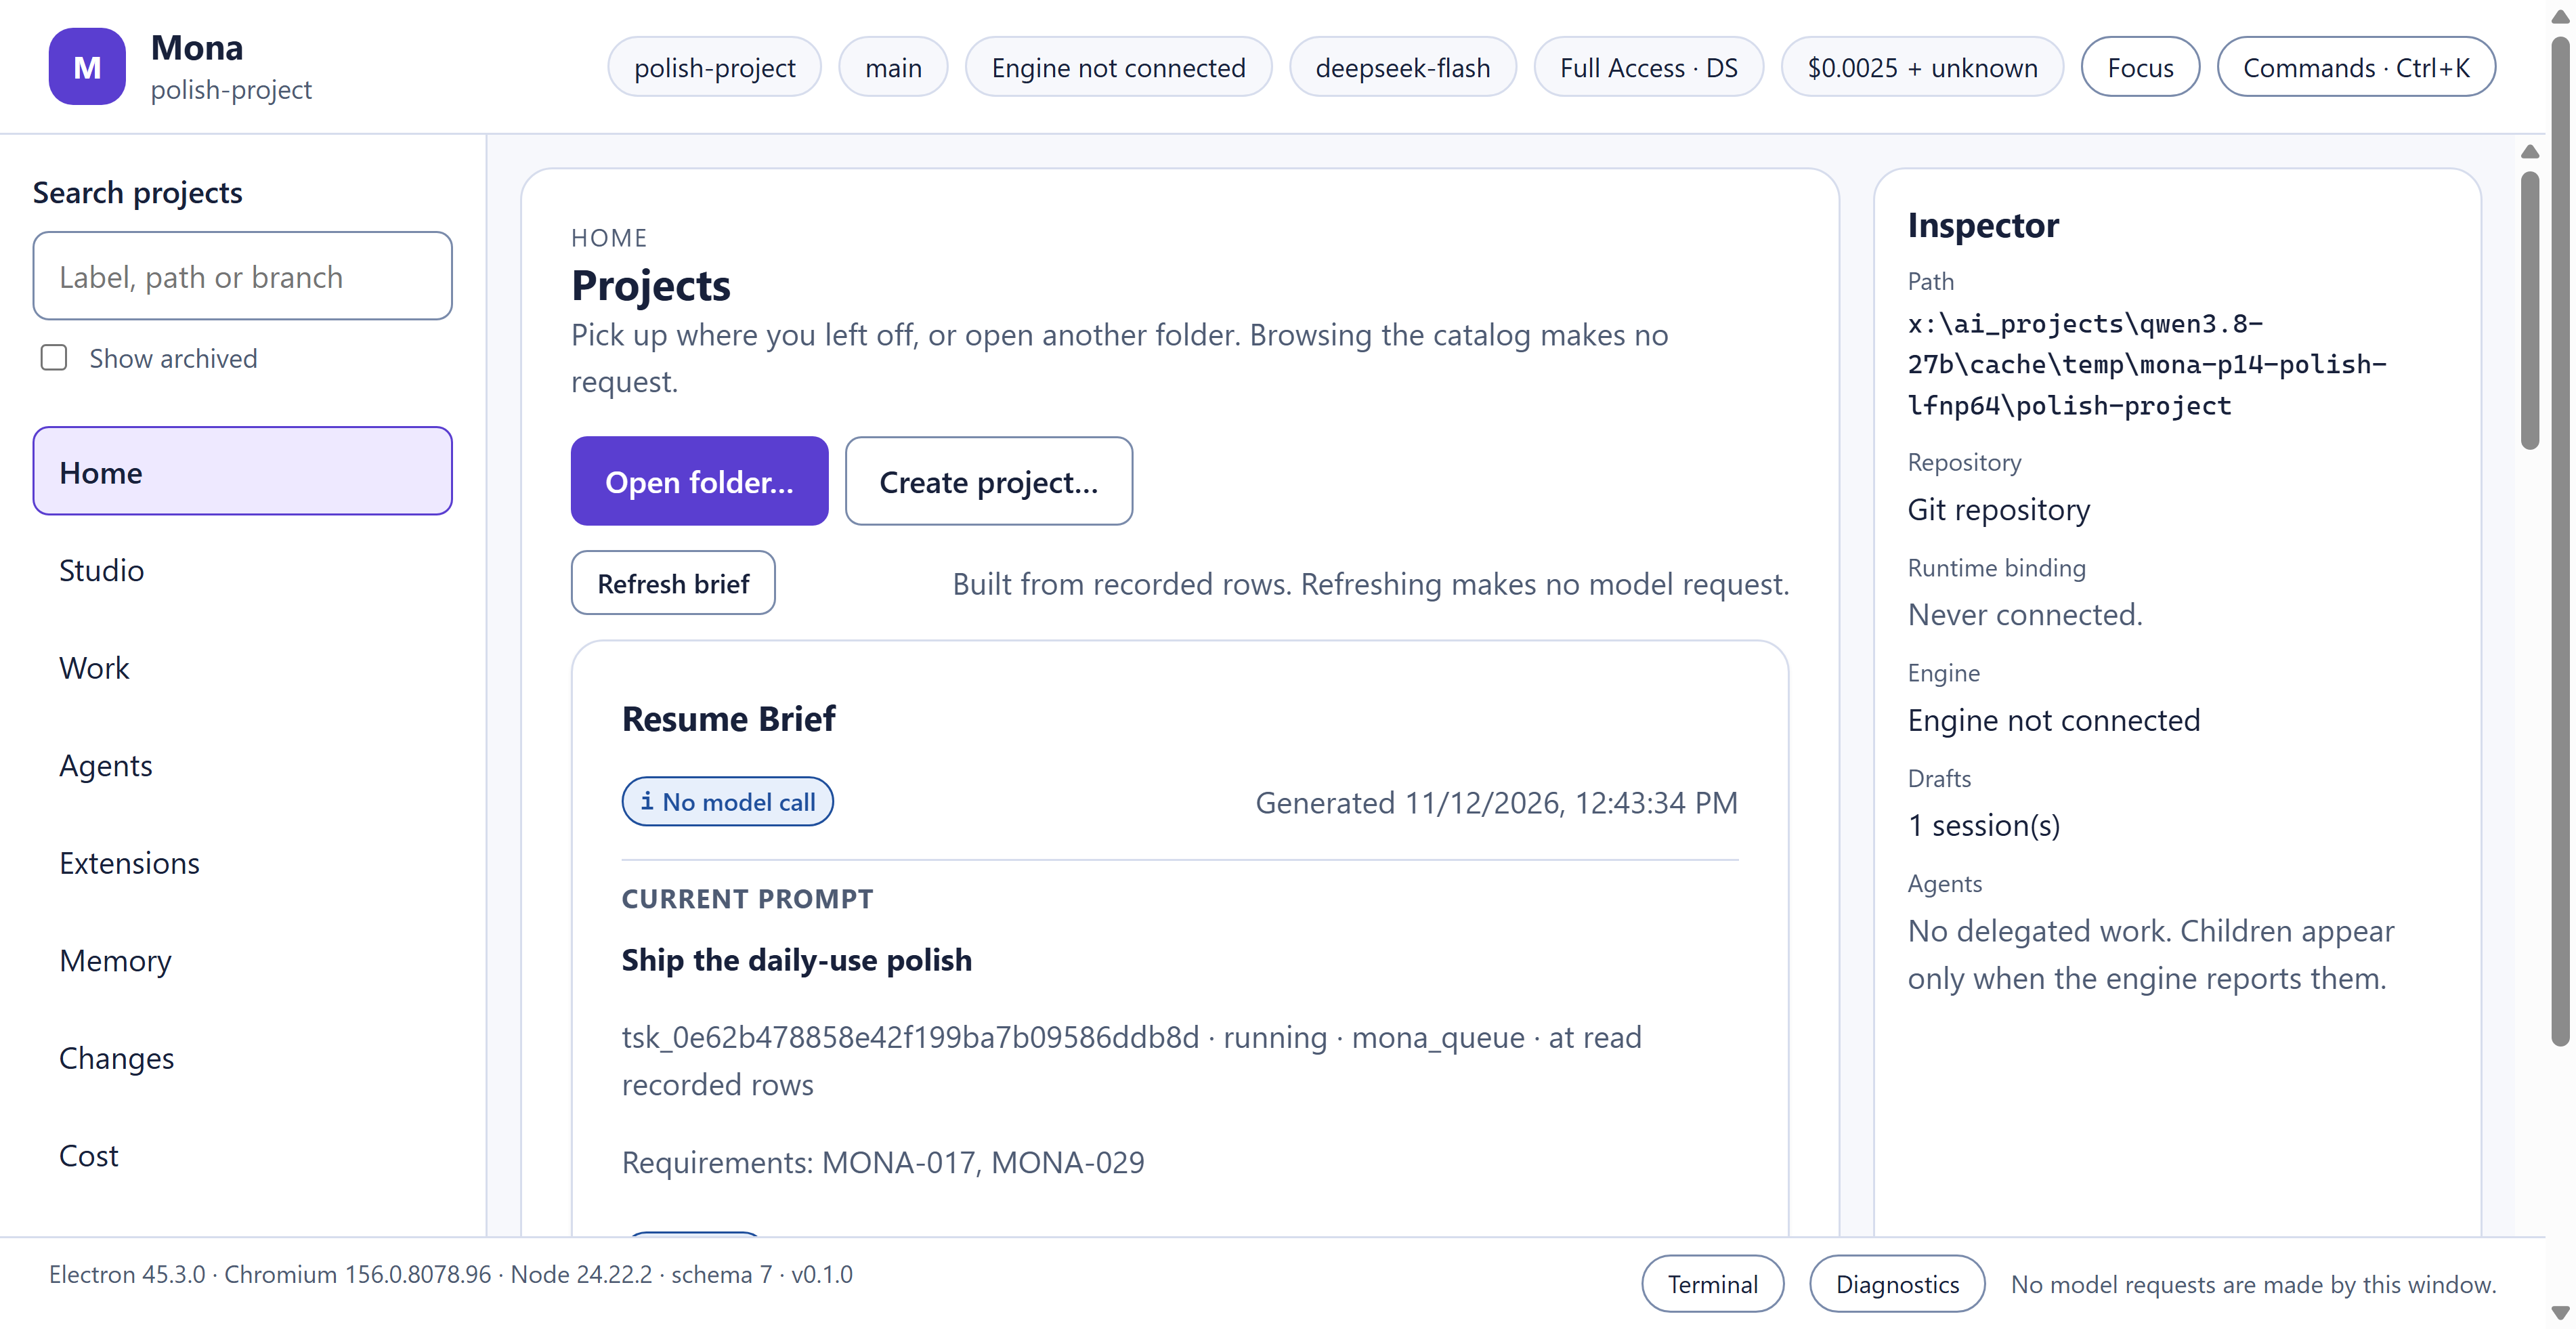 M
Mona
polish-project
polish-project
main
Engine not connected
deepseek-flash
Full Access · DS
$0.0025 + unknown
Focus
Commands · Ctrl+K
Search projects
Label, path or branch
Show archived
Home
Studio
Work
Agents
Extensions
Memory
Changes
Cost
HOME
Projects
Pick up where you left off, or open another folder. Browsing the catalog makes no
request.
Open folder...
Create project...
Refresh brief
Built from recorded rows. Refreshing makes no model request.
Resume Brief
i No model call
Generated 11/12/2026, 12:43:34 PM
CURRENT PROMPT
Ship the daily-use polish
tsk_0e62b478858e42f199ba7b09586ddb8d · running · mona_queue · at read
recorded rows
Requirements: MONA-017, MONA-029
Inspector
Path
x:\ai_projects\qwen3.8-
27b\cache\temp\mona-p14-polish-
lfnp64\polish-project
Repository
Git repository
Runtime binding
Never connected.
Engine
Engine not connected
Drafts
1 session(s)
Agents
No delegated work. Children appear
only when the engine reports them.
Electron 45.3.0 · Chromium 156.0.8078.96 · Node 24.22.2 · schema 7 · v0.1.0
Terminal
Diagnostics
No model requests are made by this window.